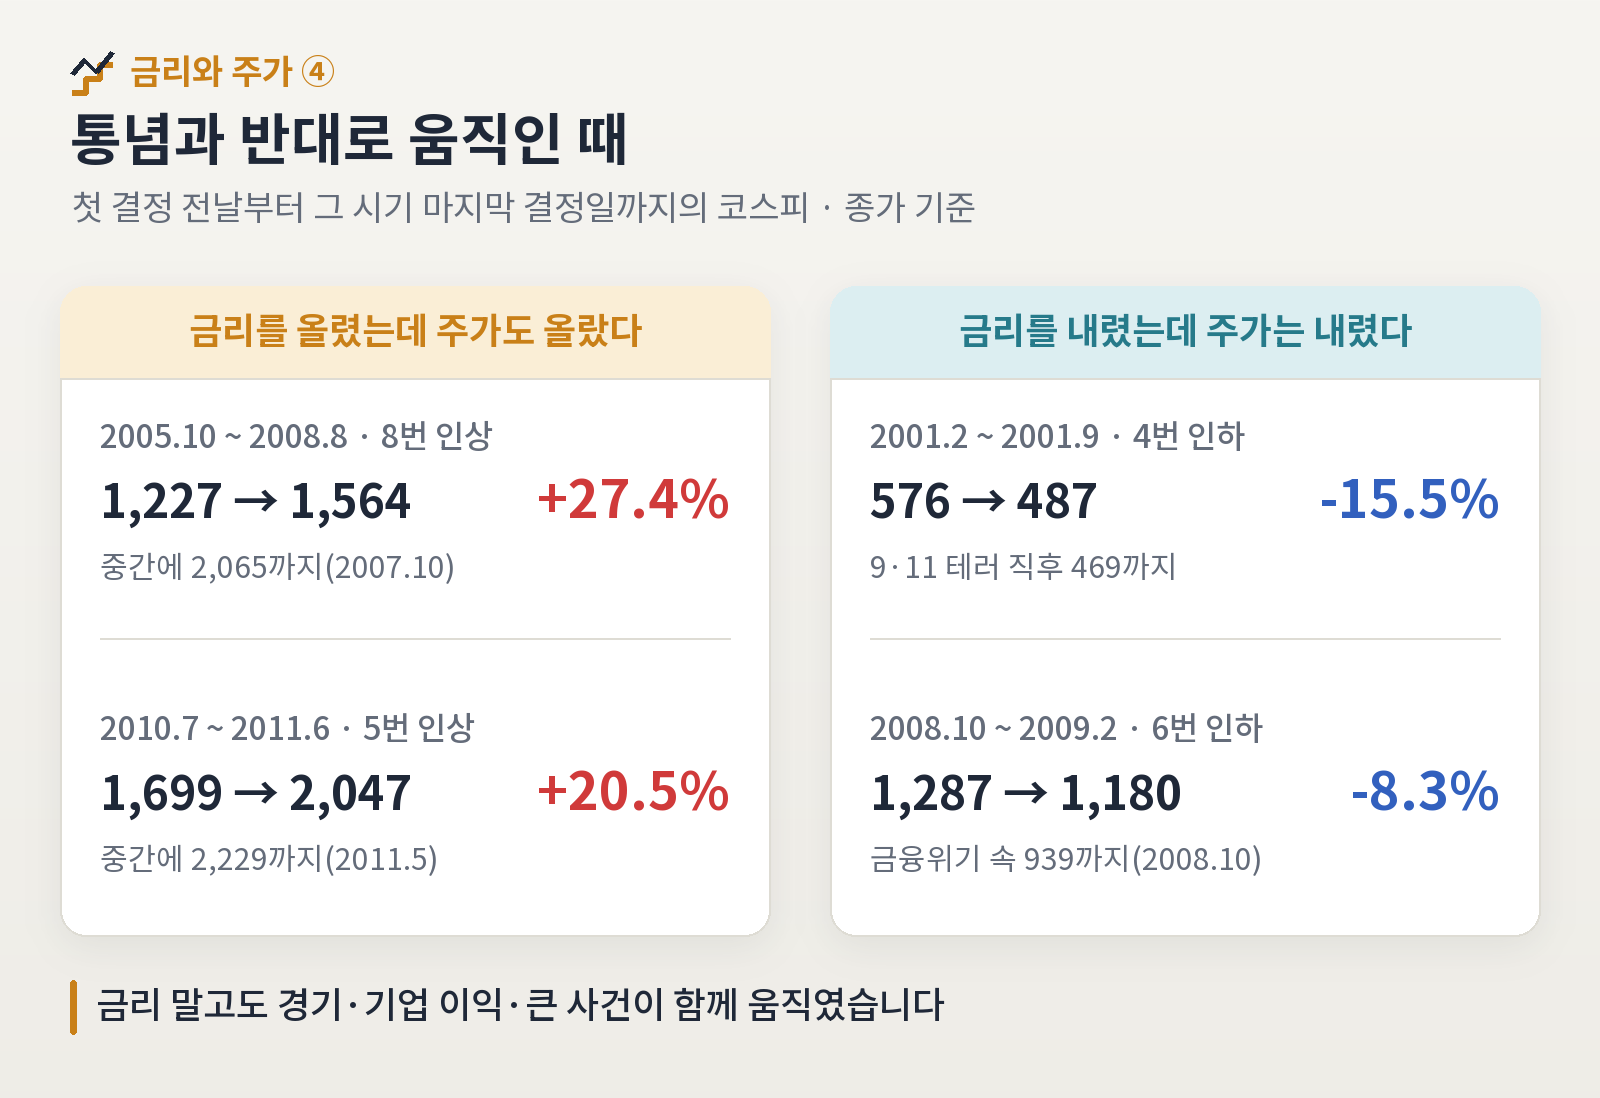 금리와 주가 ④
통념과 반대로 움직인 때
첫 결정 전날부터 그 시기 마지막 결정일까지의 코스피 · 종가 기준
금리를 올렸는데 주가도 올랐다
2005.10 ~ 2008.8 · 8번 인상
1,227 → 1,564 +27.4%
중간에 2,065까지(2007.10)
2010.7 ~ 2011.6 · 5번 인상
1,699 → 2,047 +20.5%
중간에 2,229까지(2011.5)
금리를 내렸는데 주가는 내렸다
2001.2 ~ 2001.9 · 4번 인하
576 → 487 -15.5%
9·11 테러 직후 469까지
2008.10 ~ 2009.2 · 6번 인하
1,287 → 1,180 -8.3%
금융위기 속 939까지(2008.10)
금리 말고도 경기·기업 이익·큰 사건이 함께 움직였습니다